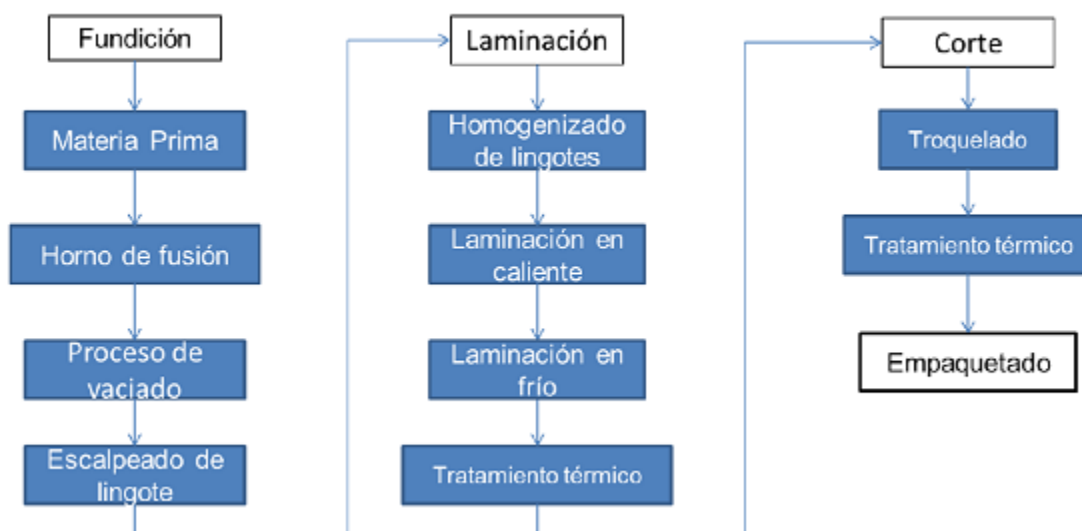 Fundición
Materia Prima
Horno de fusión
Proceso de
vaciado
Escalpeado de
lingote
Laminación
Homogenizado
de lingotes
Laminación en
caliente
Laminación en
frío
Tratamiento térmico
Corte
Troquelado
Tratamiento térmico
Empaquetado